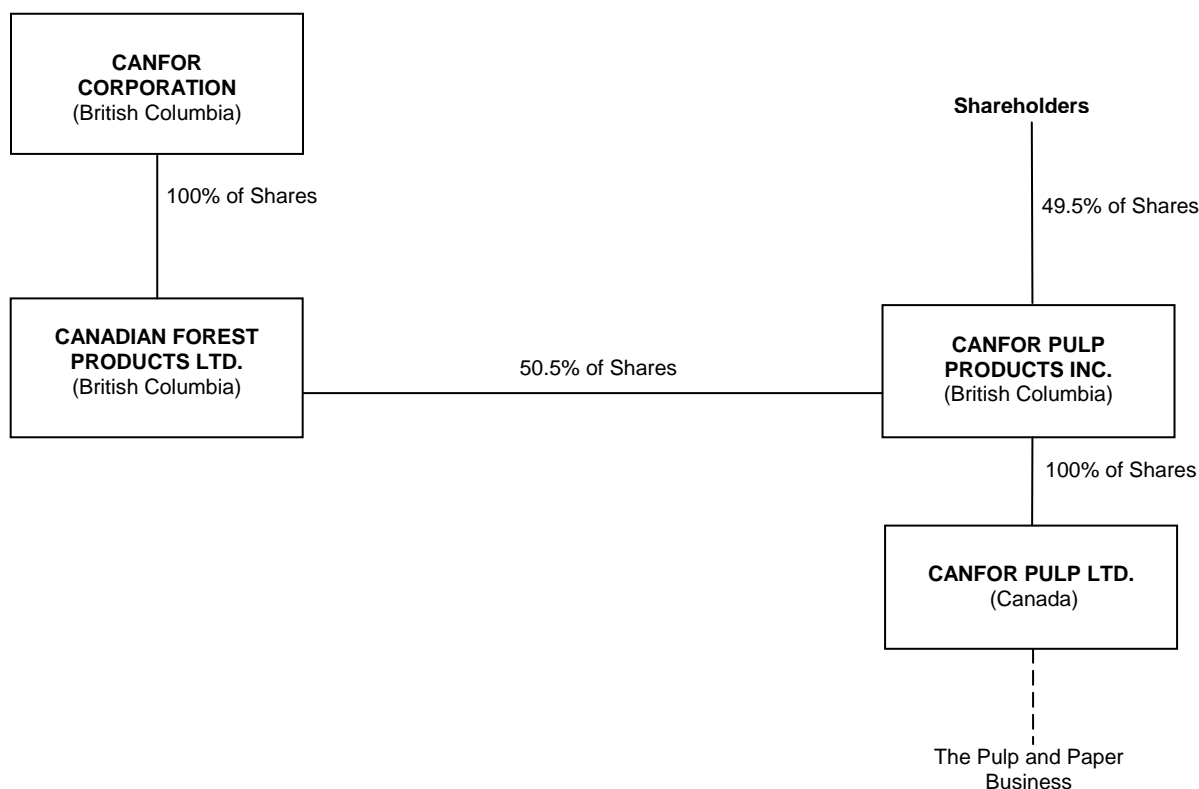 CANFOR
CORPORATION
(British Columbia)
Shareholders
100% of Shares
49.5% of Shares
CANADIAN FOREST
PRODUCTS LTD.
(British Columbia)
50.5% of Shares
CANFOR PULP
PRODUCTS INC.
(British Columbia)
100% of Shares
CANFOR PULP LTD.
(Canada)
The Pulp and Paper
Business